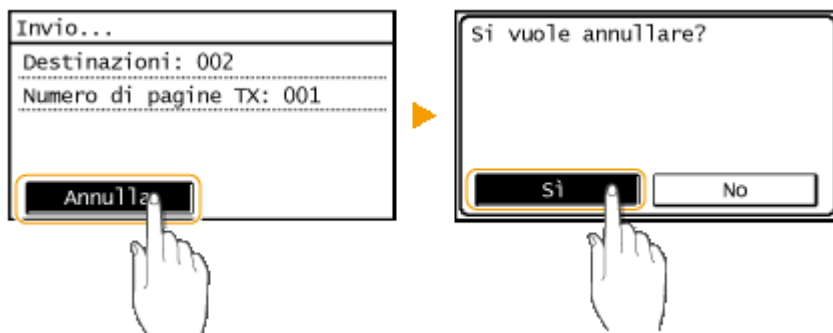 Invio...
Destinazioni: 002
Numero di pagine TX: 001
Annulla
Si vuole annullare?
Sì
No